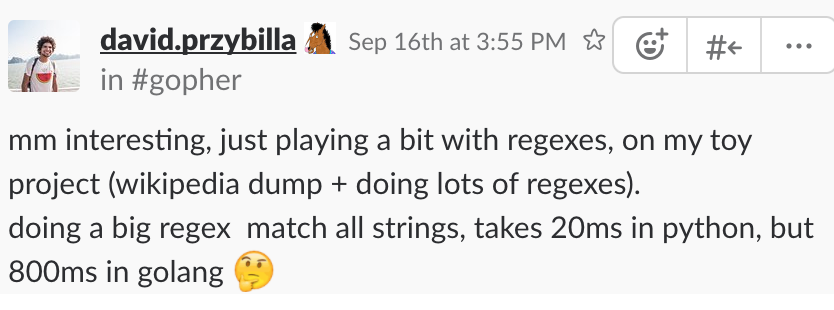 david.przybilla Sep 16th at 3:55 PM
in #gopher
mm interesting, just playing a bit with regexes, on my toy
project (wikipedia dump + doing lots of regexes).
doing a big regex  match all strings, takes 20ms in python, but
800ms in golang 🤔